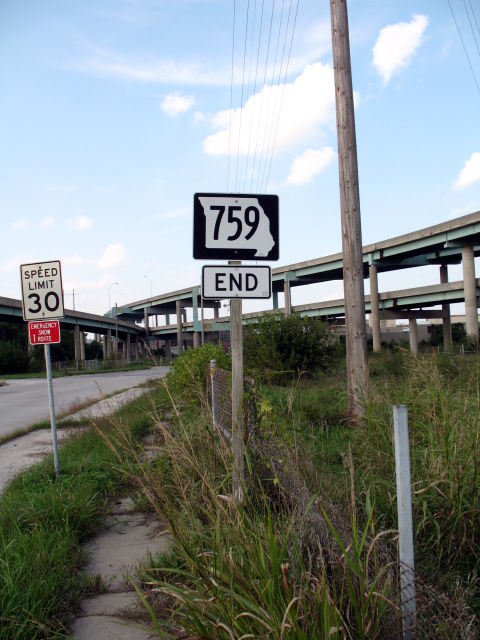 759
END
SPEED
LIMIT
30
EMERGENCY
SNOW
ROUTE